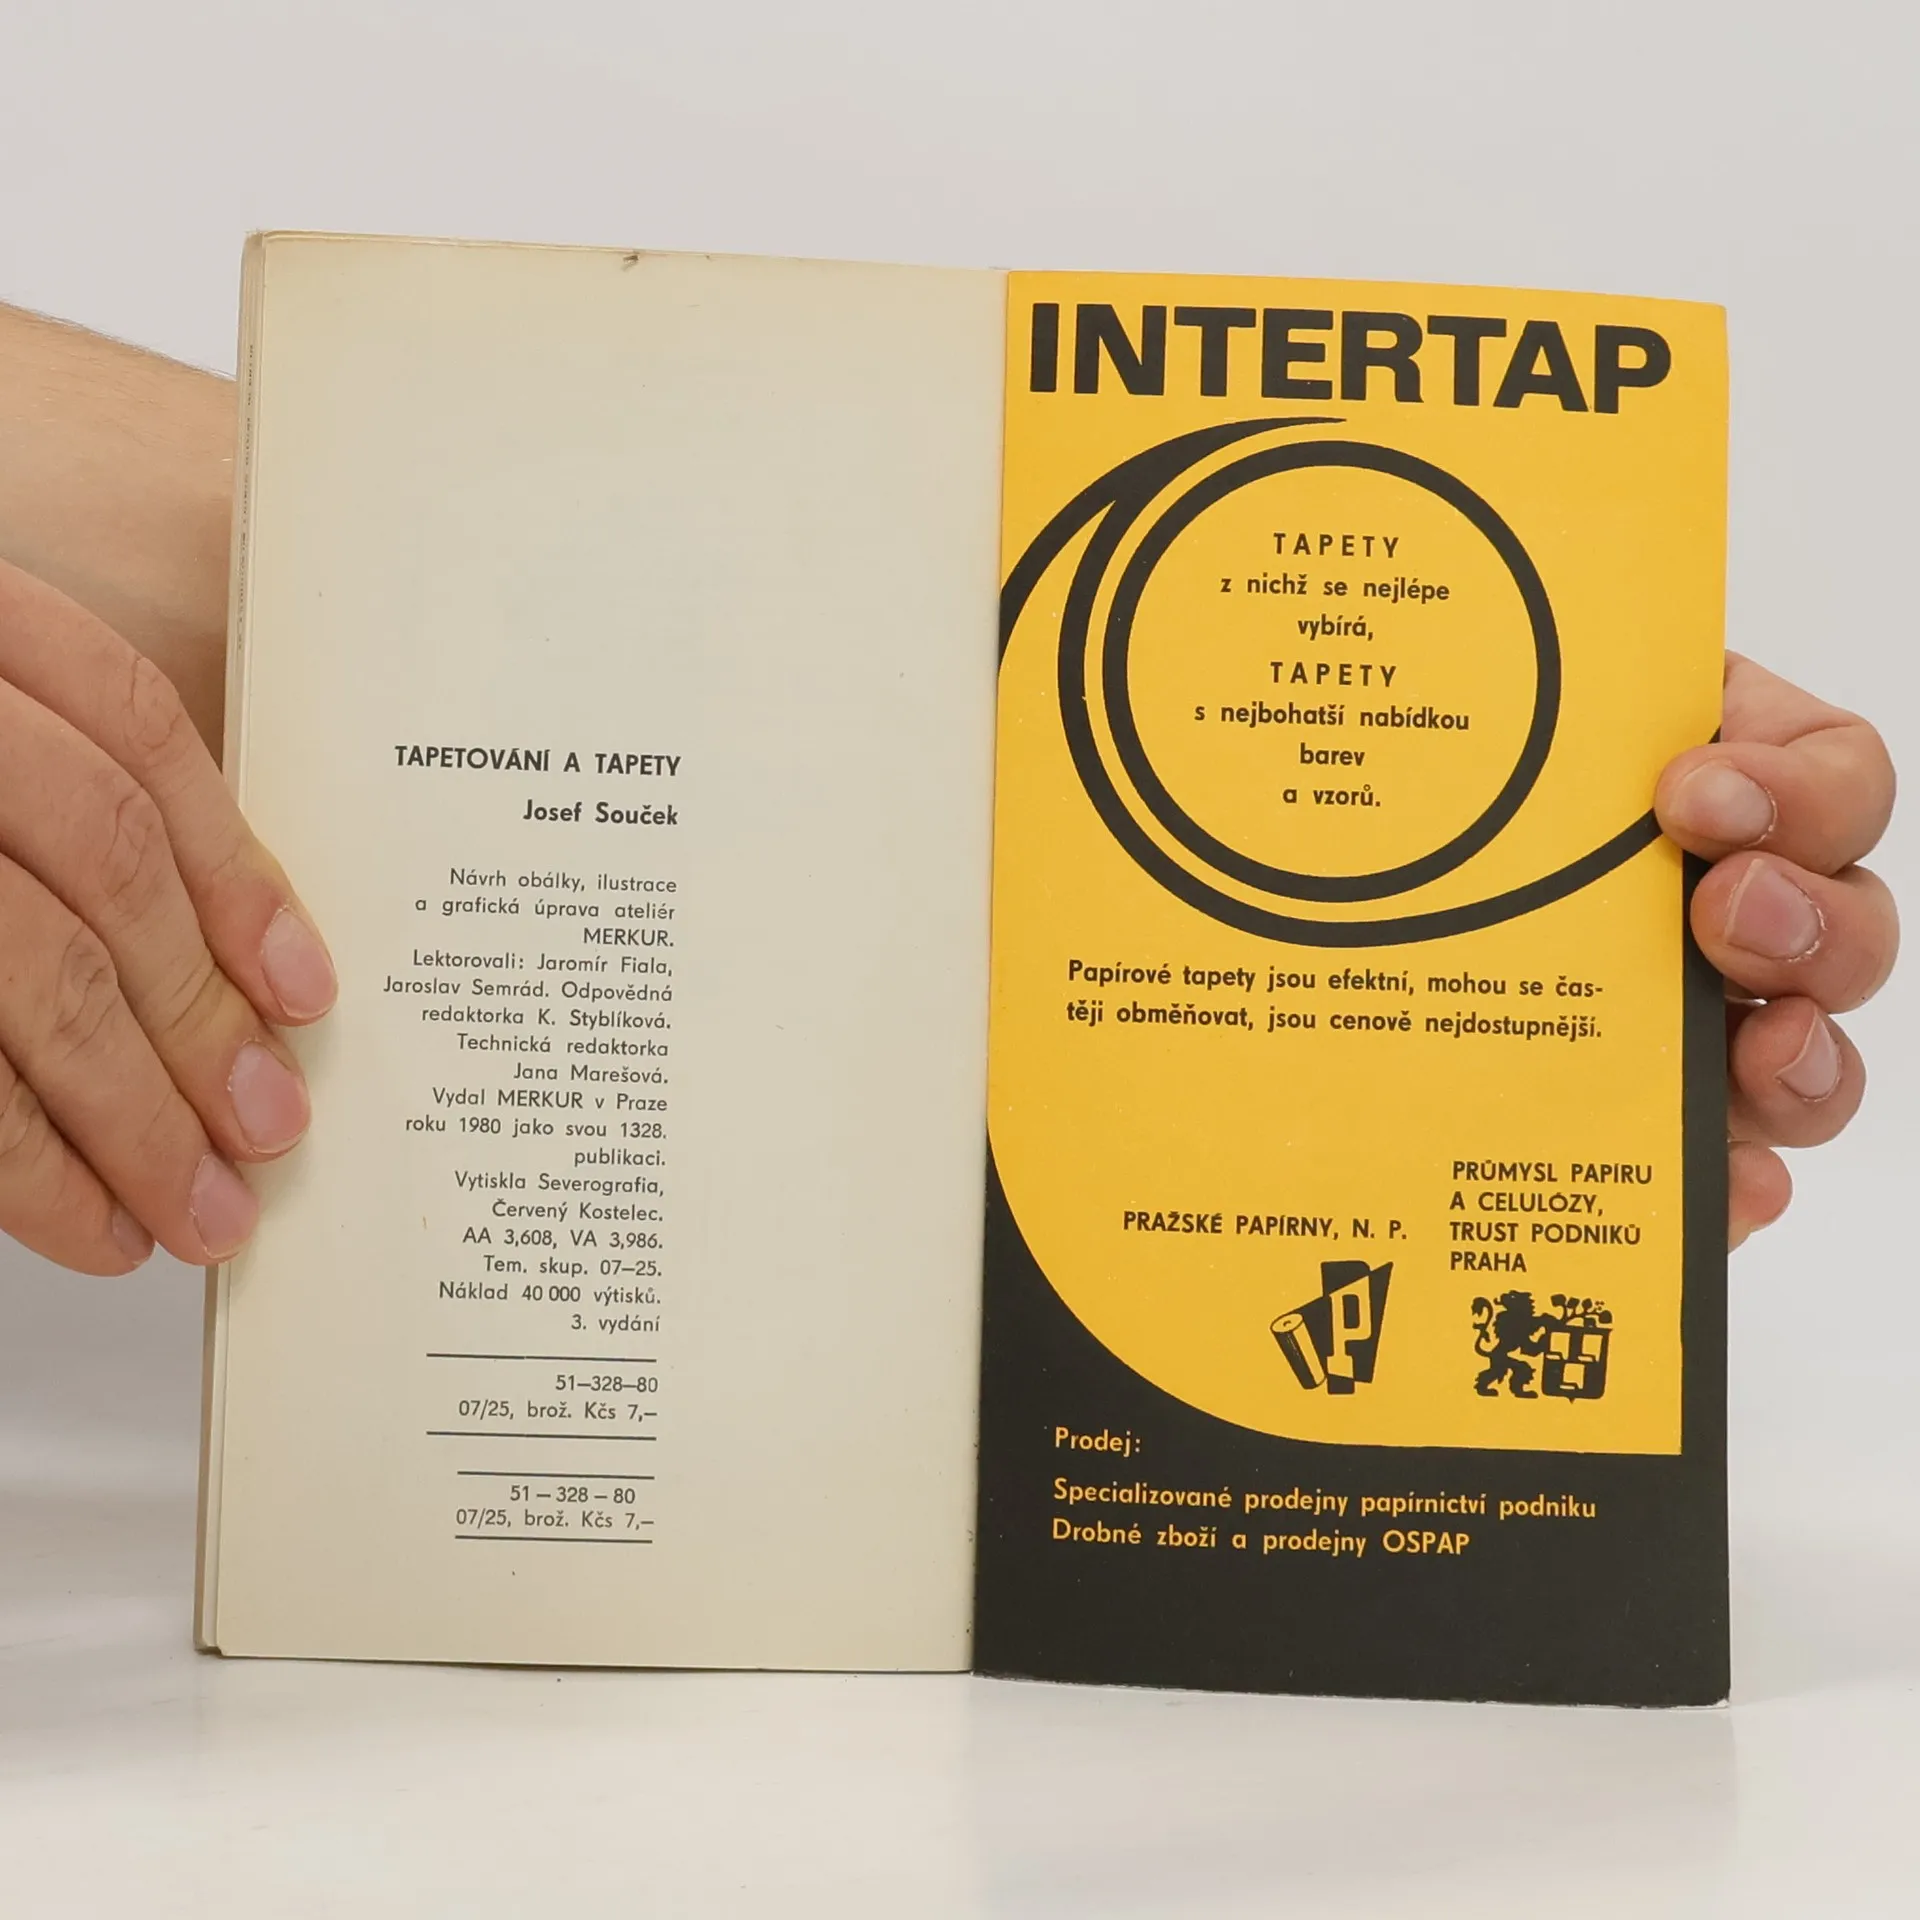 TAPETOVÁNÍ A TAPETY
Josef Souček
Návrh obálky, ilustrace
a grafická úprava ateliér
MERKUR.
Lektorovali: Jaromír Fiala,
Jaroslav Semrád. Odpovědná
redaktorka K. Styblíková.
Technická redaktorka
Jana Marešová.
Vydal MERKUR v Praze
roku 1980 jako svou 1328.
publikaci.
Vytiskla Severografia,
Červený Kostelec.
AA 3,608, VA 3,986.
Tem. skup. 07–25.
Náklad 40 000 výtisků.
3. vydání
51–328–80
07/25, brož. Kčs 7,–
51 – 328 – 80
07/25, brož. Kčs 7,–
INTERTAP
TAPETY
z nichž se nejlépe
vybírá,
TAPETY
s nejbohatší nabídkou
barev
a vzorů.
Papírové tapety jsou efektní, mohou se čas-
těji obměňovat, jsou cenově nejdostupnější.
PRAŽSKÉ PAPÍRNY, N. P.
PRŮMYSL PAPÍRU
A CELULÓZY,
TRUST PODNIKŮ
PRAHA
P
Prodej:
Specializované prodejny papírnictví podniku
Drobné zboží a prodejny OSPAP